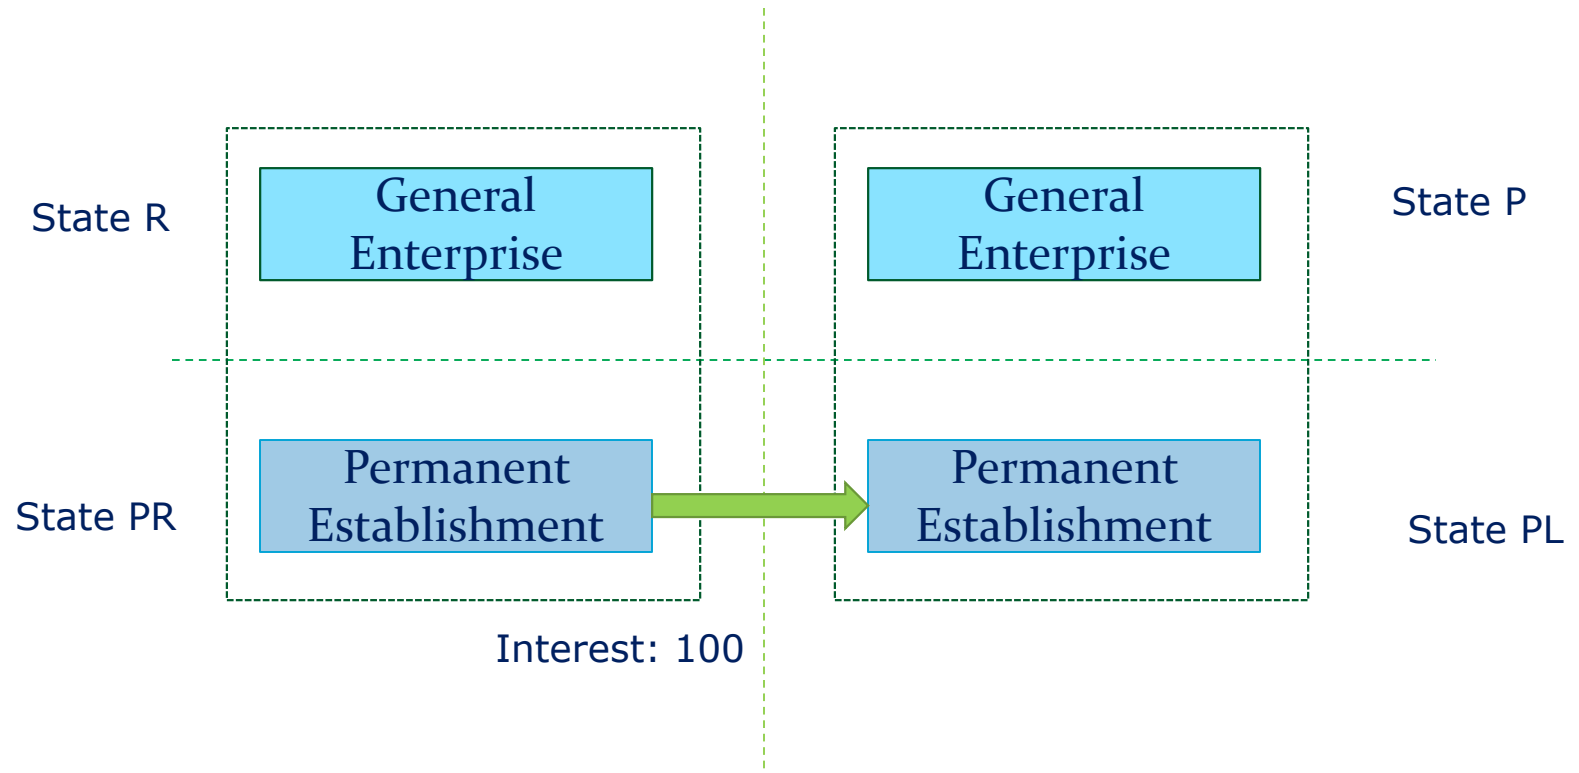 State R
General
Enterprise
General
Enterprise
State P
State PR
Permanent
Establishment
Permanent
Establishment
State PL
Interest: 100